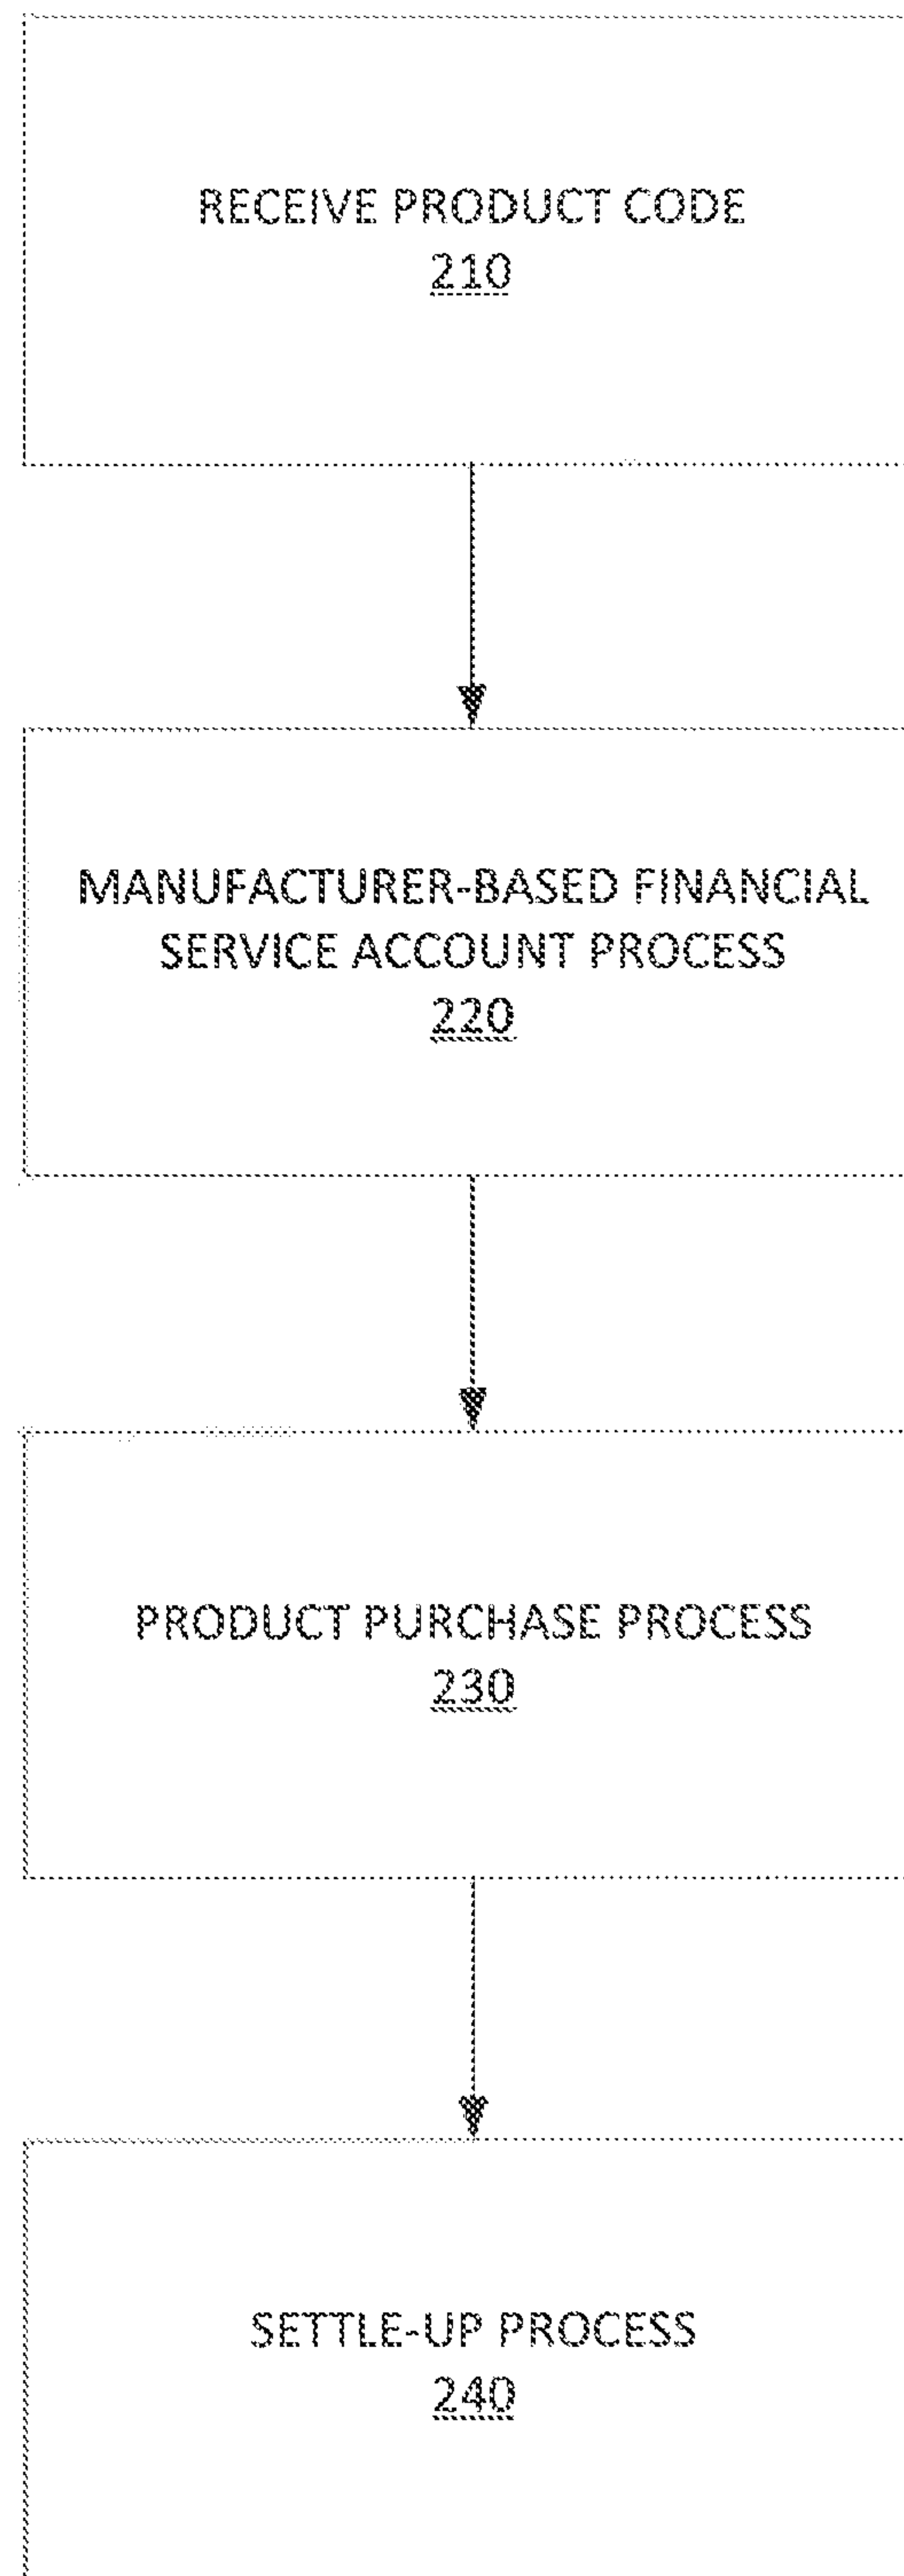 RECEIVE PRODUCT CODE
210
MANUFACTURER-BASED FINANCIAL
SERVICE ACCOUNT PROCESS
220
PRODUCT PURCHASE PROCESS
230
SETTLE-UP PROCESS
240